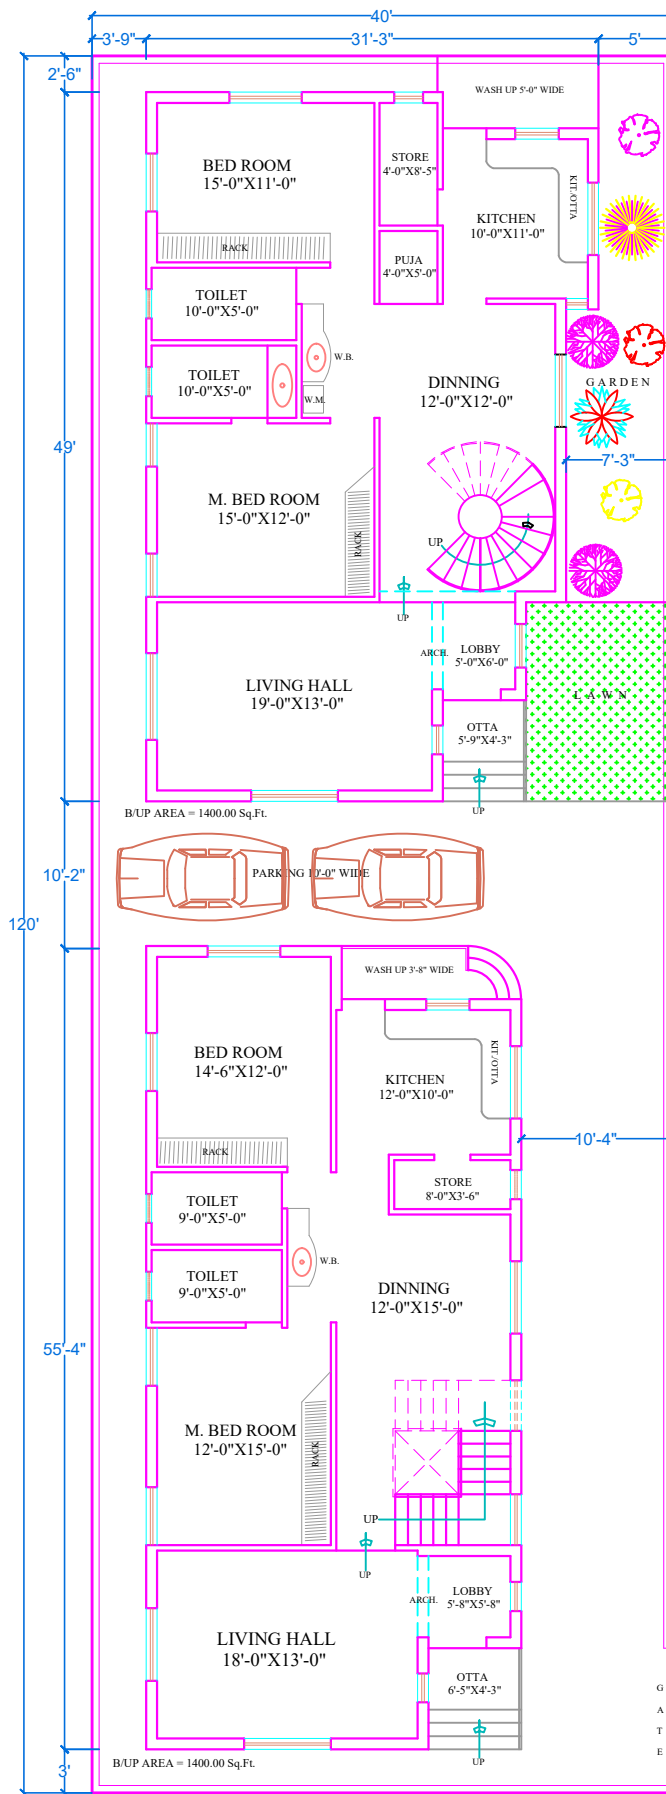 40'
3'-9"
31'-3"
5'
2'-6"
WASH UP 5'-0" WIDE
BED ROOM
15'-0"X11'-0"
STORE
4'-0"X8'-5"
KIT./OTTA
KITCHEN
10'-0"X11'-0"
RACK
PUJA
4'-0"X5'-0"
TOILET
10'-0"X5'-0"
W.B.
TOILET
10'-0"X5'-0"
W.M.
DINNING
12'-0"X12'-0"
GARDEN
49'
7'-3"
M. BED ROOM
15'-0"X12'-0"
RACK
UP
UP
ARCH.
LOBBY
5'-0"X6'-0"
LIVING HALL
19'-0"X13'-0"
LAWN
OTTA
5'-9"X4'-3"
UP
B/UP AREA = 1400.00 Sq.Ft.
10'-2"
PARKING 10'-0" WIDE
120'
WASH UP 3'-8" WIDE
BED ROOM
14'-6"X12'-0"
KIT./OTTA
KITCHEN
12'-0"X10'-0"
10'-4"
RACK
STORE
8'-0"X3'-6"
TOILET
9'-0"X5'-0"
W.B.
TOILET
9'-0"X5'-0"
DINNING
12'-0"X15'-0"
55'-4"
M. BED ROOM
12'-0"X15'-0"
RACK
UP
UP
ARCH.
LOBBY
5'-8"X5'-8"
LIVING HALL
18'-0"X13'-0"
OTTA
6'-5"X4'-3"
GATE
UP
B/UP AREA = 1400.00 Sq.Ft.
3'